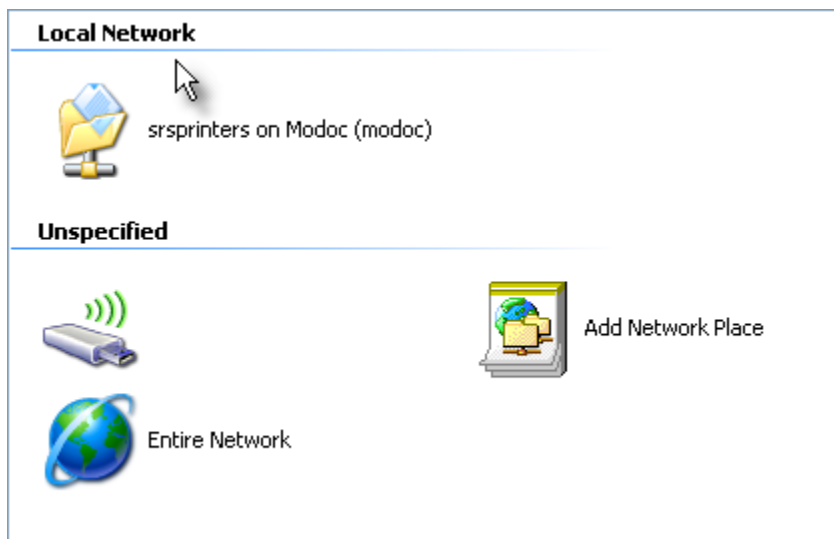 Local Network
srsprinters on Modoc (modoc)
Unspecified
Add Network Place
Entire Network